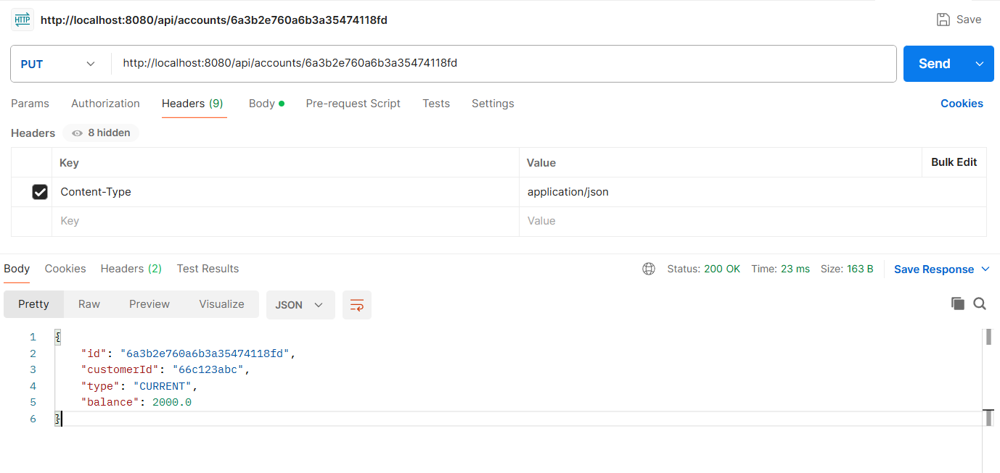 HTTP http://localhost:8080/api/accounts/6a3b2e760a6b3a35474118fd Save
PUT http://localhost:8080/api/accounts/6a3b2e760a6b3a35474118fd Send
Params Authorization Headers (9) Body Pre-request Script Tests Settings Cookies
Headers 8 hidden
Key Value Bulk Edit
Content-Type application/json
Key Value
Body Cookies Headers (2) Test Results Status: 200 OK Time: 23 ms Size: 163 B Save Response
Pretty Raw Preview Visualize JSON
1 {
2 "id": "6a3b2e760a6b3a35474118fd",
3 "customerId": "66c123abc",
4 "type": "CURRENT",
5 "balance": 2000.0
6 }